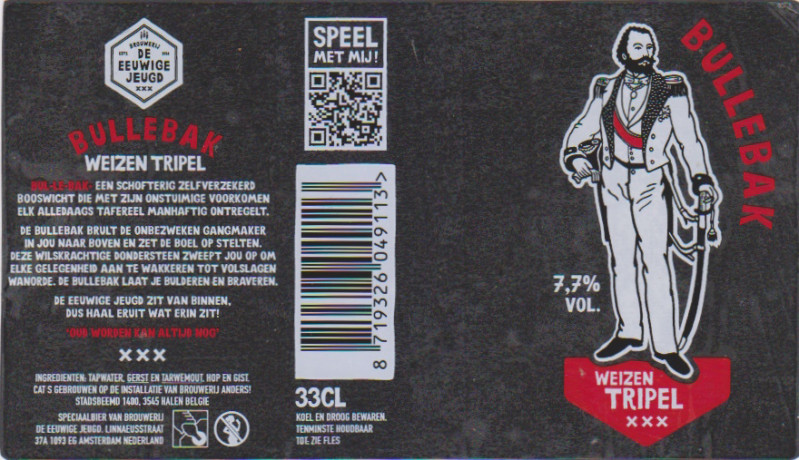 BROUWERIJ
DE
EEUWIGE
JEUGD
XXX
BULLEBAK
WEIZEN TRIPEL
BUL·LE·BAK: EEN SCHOFTERIG ZELFVERZEKERD
BOOSWICHT DIE MET ZIJN ONSTUIMIGE VOORKOMEN
ELK ALLEDAAGS TAFEREEL MANHAFTIG ONTREGELT.
DE BULLEBAK BRULT DE ONBEZWEKEN GANGMAKER
IN JOU NAAR BOVEN EN ZET DE BOEL OP STELTEN.
DEZE WILSKRACHTIGE DONDERSTEEN ZWEEPT JOU OP OM
ELKE GELEGENHEID AAN TE WAKKEREN TOT VOLSLAGEN
WANORDE. DE BULLEBAK LAAT JE BULDEREN EN BRAVEREN.
DE EEUWIGE JEUGD ZIT VAN BINNEN,
DUS HAAL ERUIT WAT ERIN ZIT!
'OUD WORDEN KAN ALTIJD NOG'
XXX
INGREDIENTEN: TAPWATER, GERST EN TARWEMOUT, HOP EN GIST.
CAT S GEBROUWEN OP DE INSTALLATIE VAN BROUWERIJ ANDERS!
STADSBEEMD 1480, 3545 HALEN BELGIE
SPECIAALBIER VAN BROUWERIJ
DE EEUWIGE JEUGD. LINNAEUSSTRAAT
37A 1093 EG AMSTERDAM NEDERLAND
SPEEL
MET MIJ!
8 719326 049113 >
33CL
KOEL EN DROOG BEWAREN.
TENMINSTE HOUDBAAR
TOT ZIE FLES
BULLEBAK
7,7%
VOL.
WEIZEN
TRIPEL
XXX